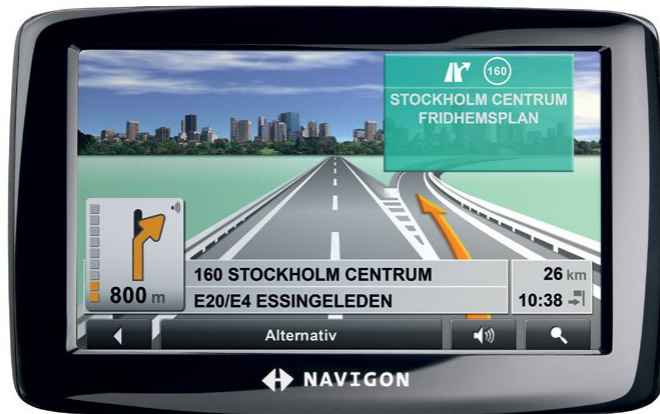 160
STOCKHOLM CENTRUM
FRIDHEMSPLAN
800 m
160 STOCKHOLM CENTRUM
26 km
E20/E4 ESSINGELEDEN
10:38
Alternativ
NAVIGON